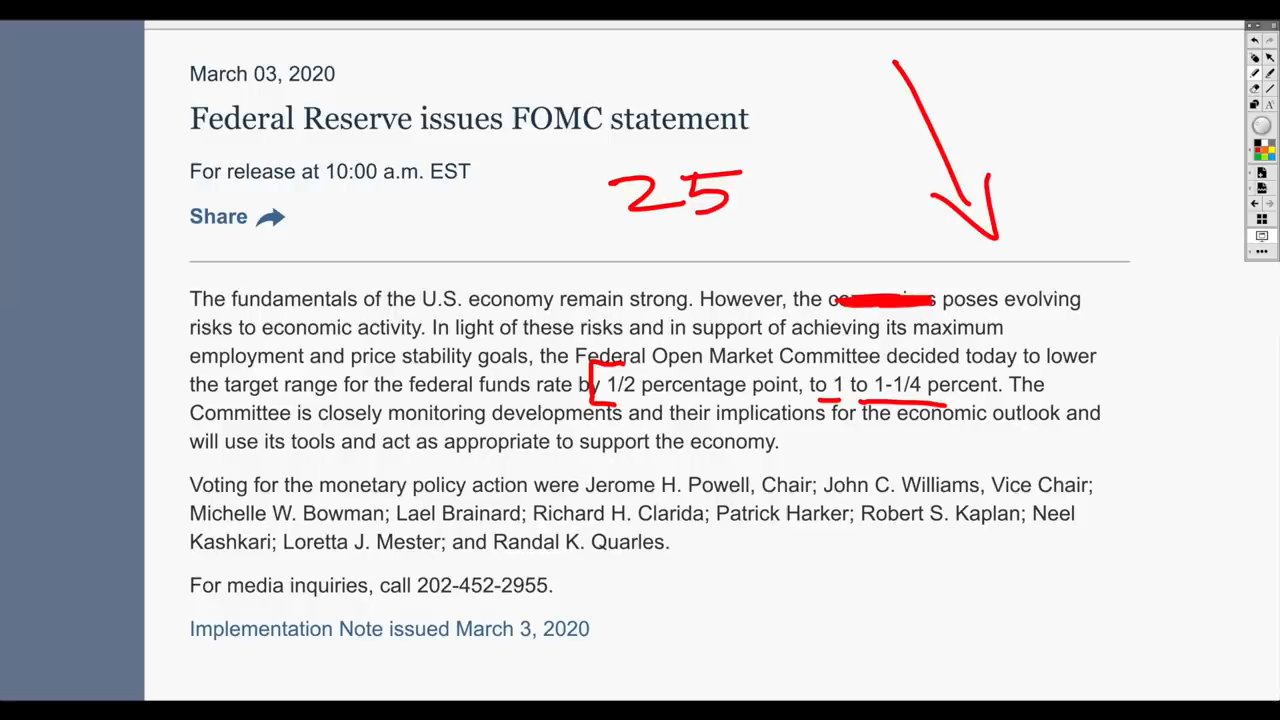 March 03, 2020
Federal Reserve issues FOMC statement
For release at 10:00 a.m. EST
25
Share
The fundamentals of the U.S. economy remain strong. However, the poses evolving
risks to economic activity. In light of these risks and in support of achieving its maximum
employment and price stability goals, the Federal Open Market Committee decided today to lower
the target range for the federal funds rate by 1/2 percentage point, to 1 to 1-1/4 percent. The
Committee is closely monitoring developments and their implications for the economic outlook and
will use its tools and act as appropriate to support the economy.
Voting for the monetary policy action were Jerome H. Powell, Chair; John C. Williams, Vice Chair;
Michelle W. Bowman; Lael Brainard; Richard H. Clarida; Patrick Harker; Robert S. Kaplan; Neel
Kashkari; Loretta J. Mester; and Randal K. Quarles.
For media inquiries, call 202-452-2955.
Implementation Note issued March 3, 2020